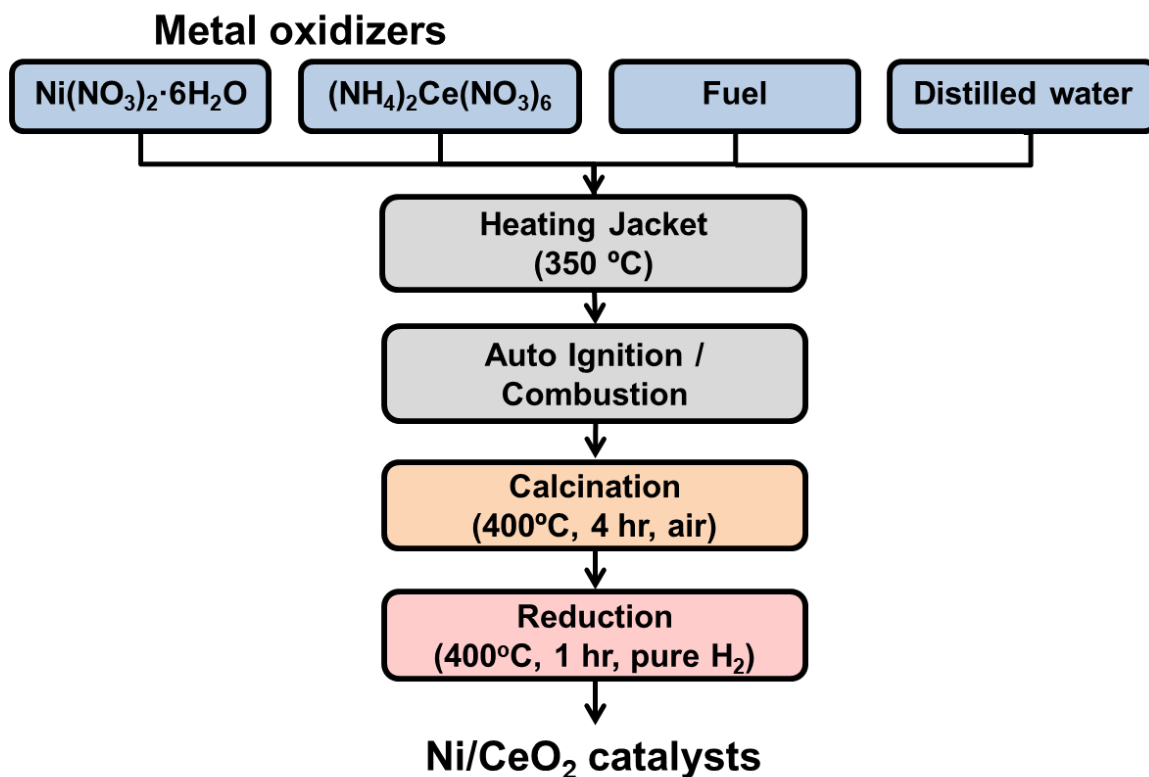 Metal oxidizers
Ni(NO₃)₂·6H₂O
(NH₄)₂Ce(NO₃)₆
Fuel
Distilled water
Heating Jacket
(350 ºC)
Auto Ignition /
Combustion
Calcination
(400ºC, 4 hr, air)
Reduction
(400ºC, 1 hr, pure H₂)
Ni/CeO₂ catalysts